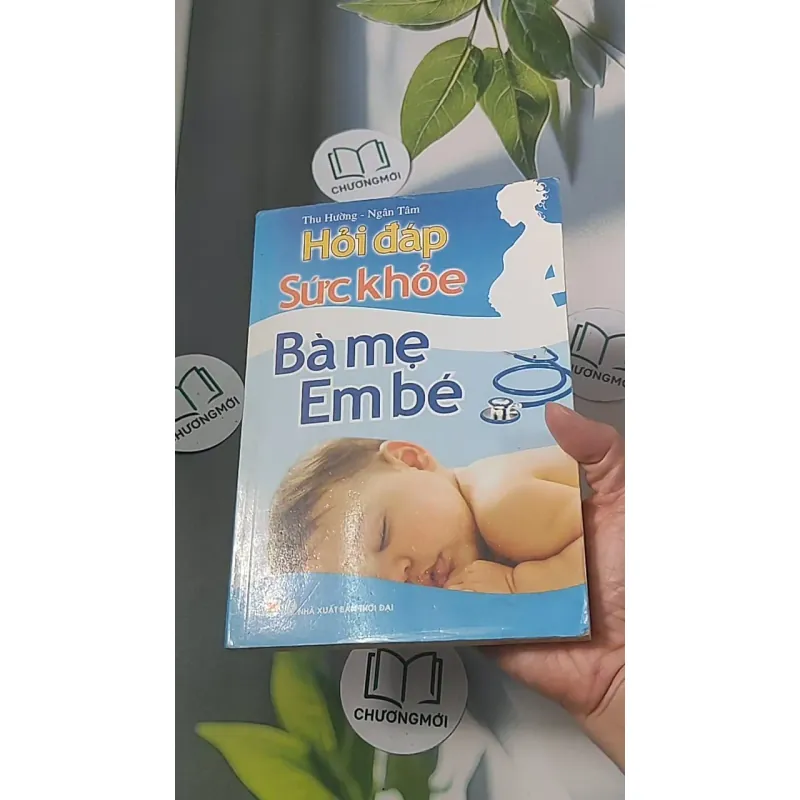 CHƯƠNGMỚI
Thu Hường - Ngân Tâm
Hỏi đáp
Sức khỏe
Bà mẹ
Em bé
CHƯƠNGMỚI
HƯƠNGMỚI
NHÀ XUẤT BẢN THỜI ĐẠI
CHƯƠNGMỚI